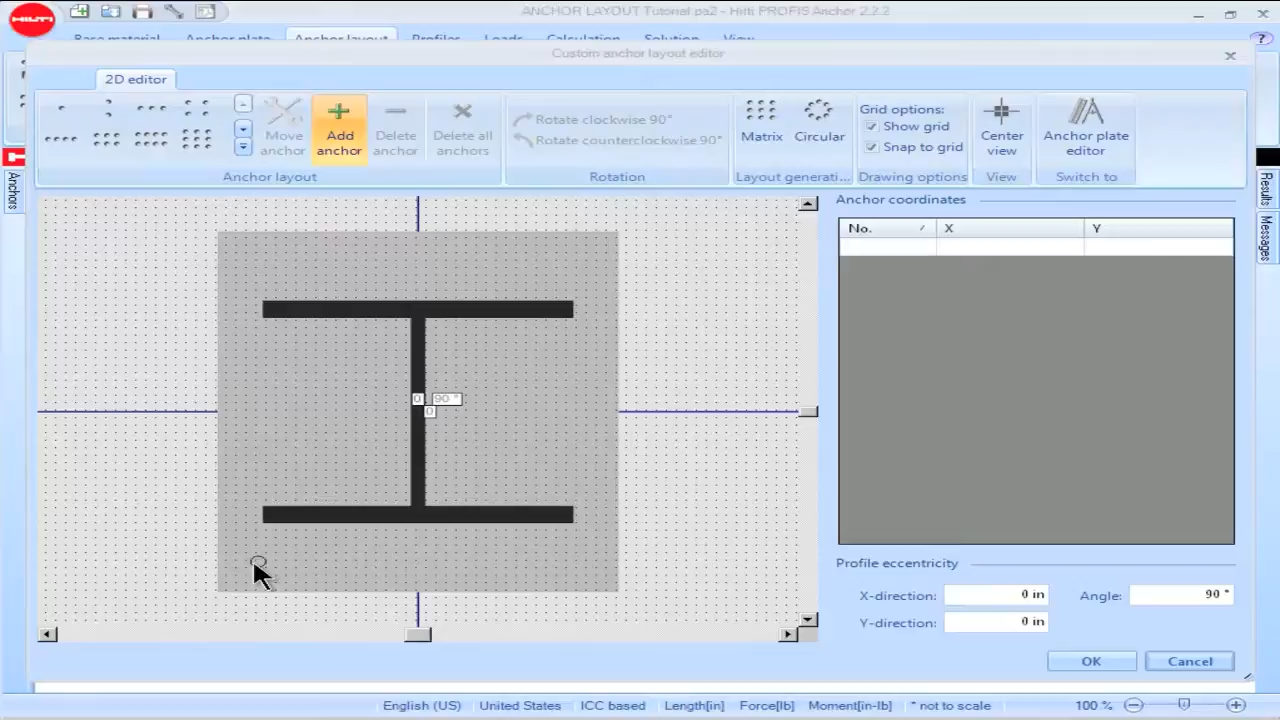 HILTI
ANCHOR LAYOUT Tutorial.pa2 - Hilti PROFIS Anchor 2.2.2
Base material Anchor plate Anchor layout Profiles Loads Calculation Solution View
Custom anchor layout editor
2D editor
Move anchor
Add anchor
Delete anchor
Delete all anchors
Anchor layout
Rotate clockwise 90°
Rotate counterclockwise 90°
Rotation
Matrix
Circular
Layout generati...
Grid options:
Show grid
Snap to grid
Drawing options
Center view
View
Anchor plate editor
Switch to
Anchors
Results
Messages
0 90 °
0
Anchor coordinates
No. X Y
Profile eccentricity
X-direction: 0 in Angle: 90 °
Y-direction: 0 in
OK Cancel
English (US) United States ICC based Length[in] Force[lb] Moment[in-lb] * not to scale 100 %